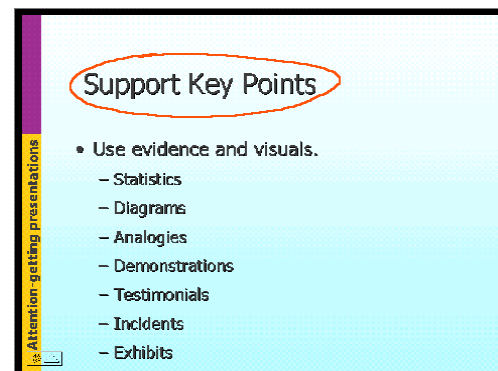 Support Key Points
• Use evidence and visuals.
– Statistics
– Diagrams
– Analogies
– Demonstrations
– Testimonials
– Incidents
– Exhibits
Attention-getting presentations